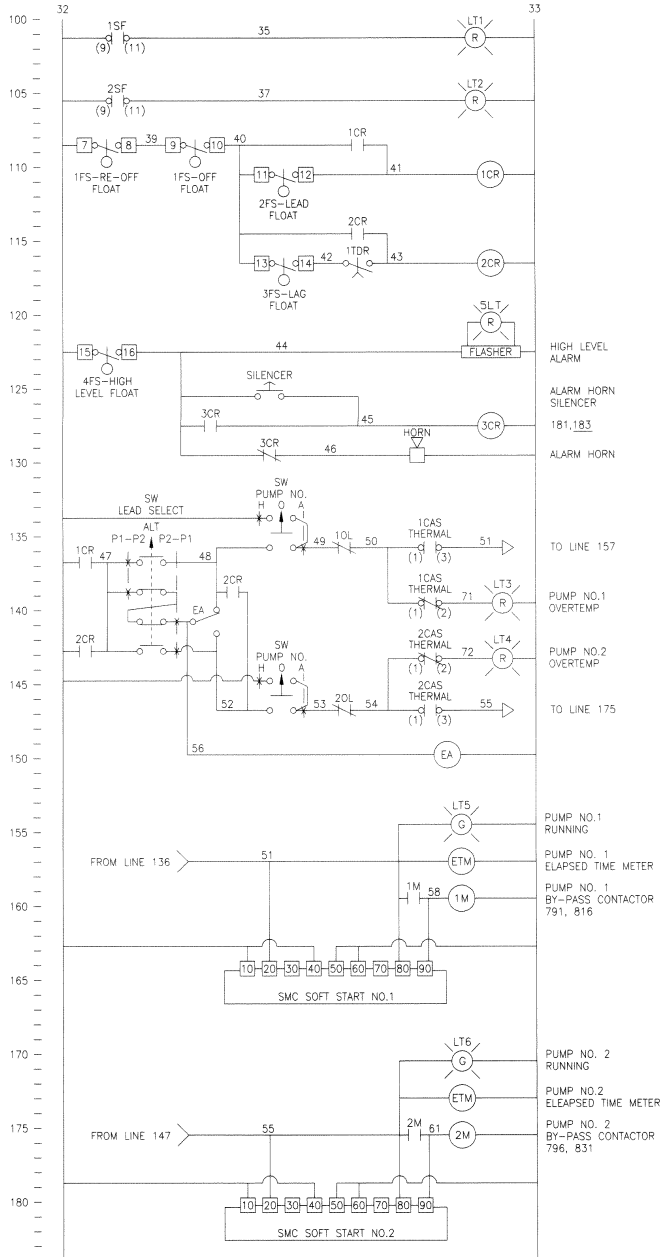 32 33
100
1SF 35 LT1
R
(9) (11)
105
2SF 37 LT2
R
(9) (11)
7 8 39 9 10 40 1CR
110
1FS-RE-OFF FLOAT
1FS-OFF FLOAT
11 12 41 1CR
2FS-LEAD FLOAT
2CR
115
13 14 42 1TDR 43 2CR
3FS-LAG FLOAT
120
5LT
R
15 16 44 FLASHER
HIGH LEVEL
ALARM
4FS-HIGH
LEVEL FLOAT
125
SILENCER
ALARM HORN
SILENCER
3CR 45 3CR 181,183
HORN
3CR 46 ALARM HORN
130
SW
LEAD SELECT
SW
PUMP NO.
H O A
135
ALT
P1-P2 P2-P1
1CR 47 48 49 1OL 50
1CAS
THERMAL
(1) (3)
51 TO LINE 157
2CR
1CAS
THERMAL
(1) (2)
71 LT3
R
PUMP NO.1
OVERTEMP
140
EA
2CR
2CAS
THERMAL
(1) (2)
72 LT4
R
PUMP NO.2
OVERTEMP
SW
PUMP NO.
H O A
145
52 53 2OL 54
2CAS
THERMAL
(1) (3)
55 TO LINE 175
56 EA
150
LT5
G
PUMP NO.1
RUNNING
155
FROM LINE 136 51 ETM
PUMP NO. 1
ELAPSED TIME METER
1M 58 1M
PUMP NO. 1
BY-PASS CONTACTOR
791, 816
160
10 20 30 40 50 60 70 80 90
165
SMC SOFT START NO.1
170
LT6
G
PUMP NO. 2
RUNNING
ETM
PUMP NO.2
ELEAPSED TIME METER
175
FROM LINE 147 55 2M 61 2M
PUMP NO. 2
BY-PASS CONTACTOR
796, 831
180
10 20 30 40 50 60 70 80 90
SMC SOFT START NO.2